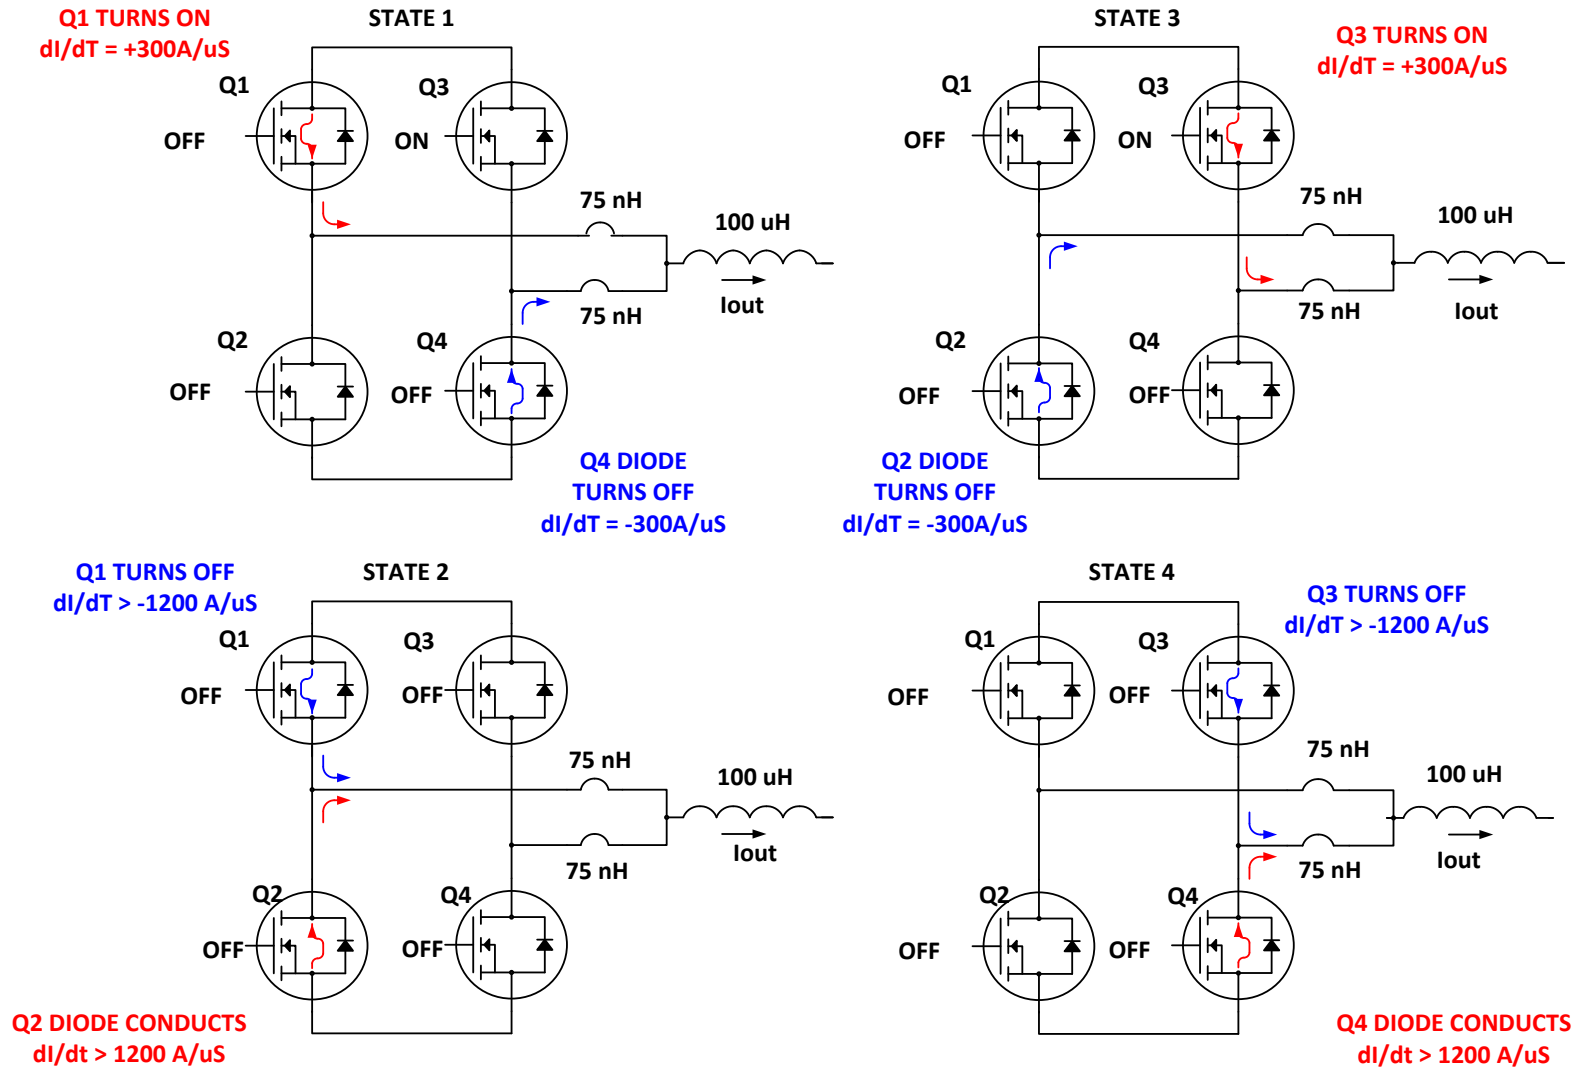 Q1 TURNS ON
dI/dT = +300A/uS
STATE 1
Q1
Q3
OFF
ON
75 nH
100 uH
Iout
75 nH
Q2
Q4
OFF
OFF
Q4 DIODE
TURNS OFF
dI/dT = -300A/uS
STATE 3
Q3 TURNS ON
dI/dT = +300A/uS
Q1
Q3
OFF
ON
75 nH
100 uH
Iout
75 nH
Q2
Q4
OFF
OFF
Q2 DIODE
TURNS OFF
dI/dT = -300A/uS
Q1 TURNS OFF
dI/dT > -1200 A/uS
STATE 2
Q1
Q3
OFF
OFF
75 nH
100 uH
Iout
75 nH
Q2
Q4
OFF
OFF
Q2 DIODE CONDUCTS
dI/dt > 1200 A/uS
STATE 4
Q3 TURNS OFF
dI/dT > -1200 A/uS
Q1
Q3
OFF
OFF
75 nH
100 uH
Iout
75 nH
Q2
Q4
OFF
OFF
Q4 DIODE CONDUCTS
dI/dt > 1200 A/uS